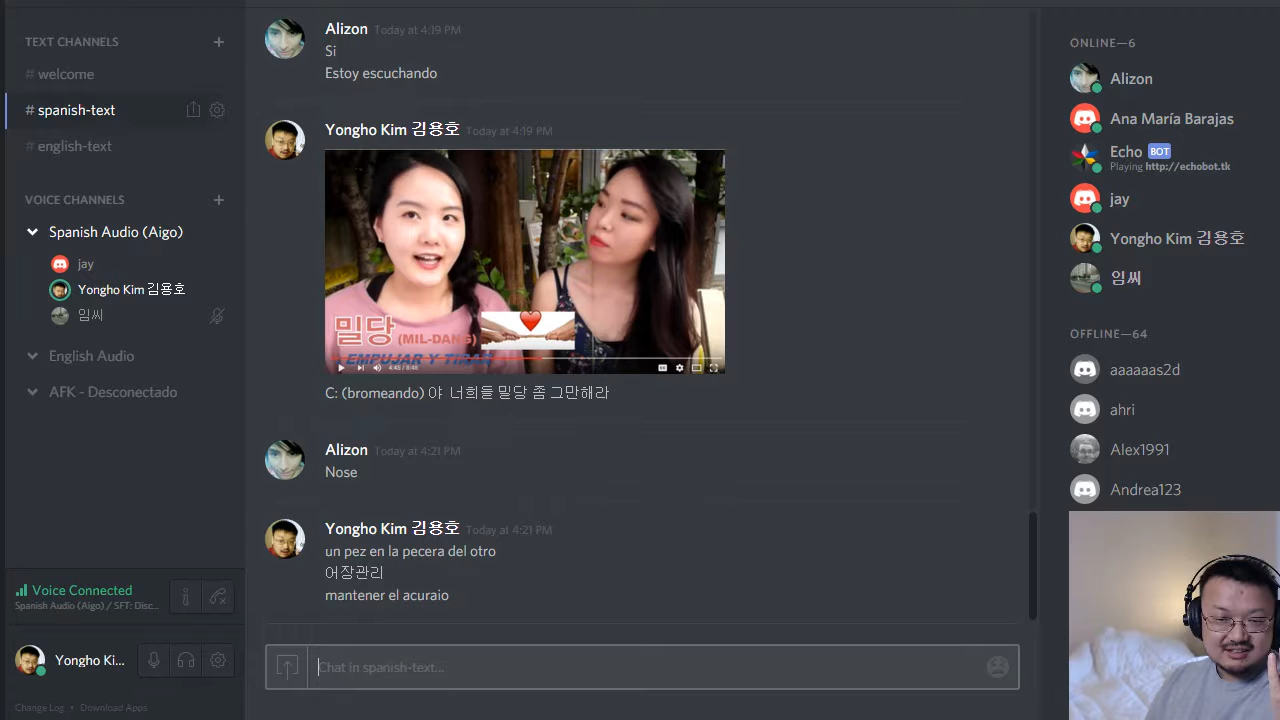 TEXT CHANNELS +
# welcome
# spanish-text
# english-text
VOICE CHANNELS +
Spanish Audio (Aigo)
jay
Yongho Kim 김용호
임씨
English Audio
AFK - Desconectado
Voice Connected
Spanish Audio (Aigo) / SFT: Disc...
Yongho Ki...
Change Log • Download Apps
Alizon Today at 4:19 PM
Si
Estoy escuchando
Yongho Kim 김용호 Today at 4:19 PM
밀당 (MIL-DANG)
EMPUJAR Y TIRAR
4:45 / 8:48
C: (bromeando) 야 너희들 밀당 좀 그만해라
Alizon Today at 4:21 PM
Nose
Yongho Kim 김용호 Today at 4:21 PM
un pez en la pecera del otro
어장관리
mantener el acuraio
Chat in spanish-text...
ONLINE—6
Alizon
Ana María Barajas
Echo BOT
Playing http://echobot.tk
jay
Yongho Kim 김용호
임씨
OFFLINE—64
aaaaaas2d
ahri
Alex1991
Andrea123